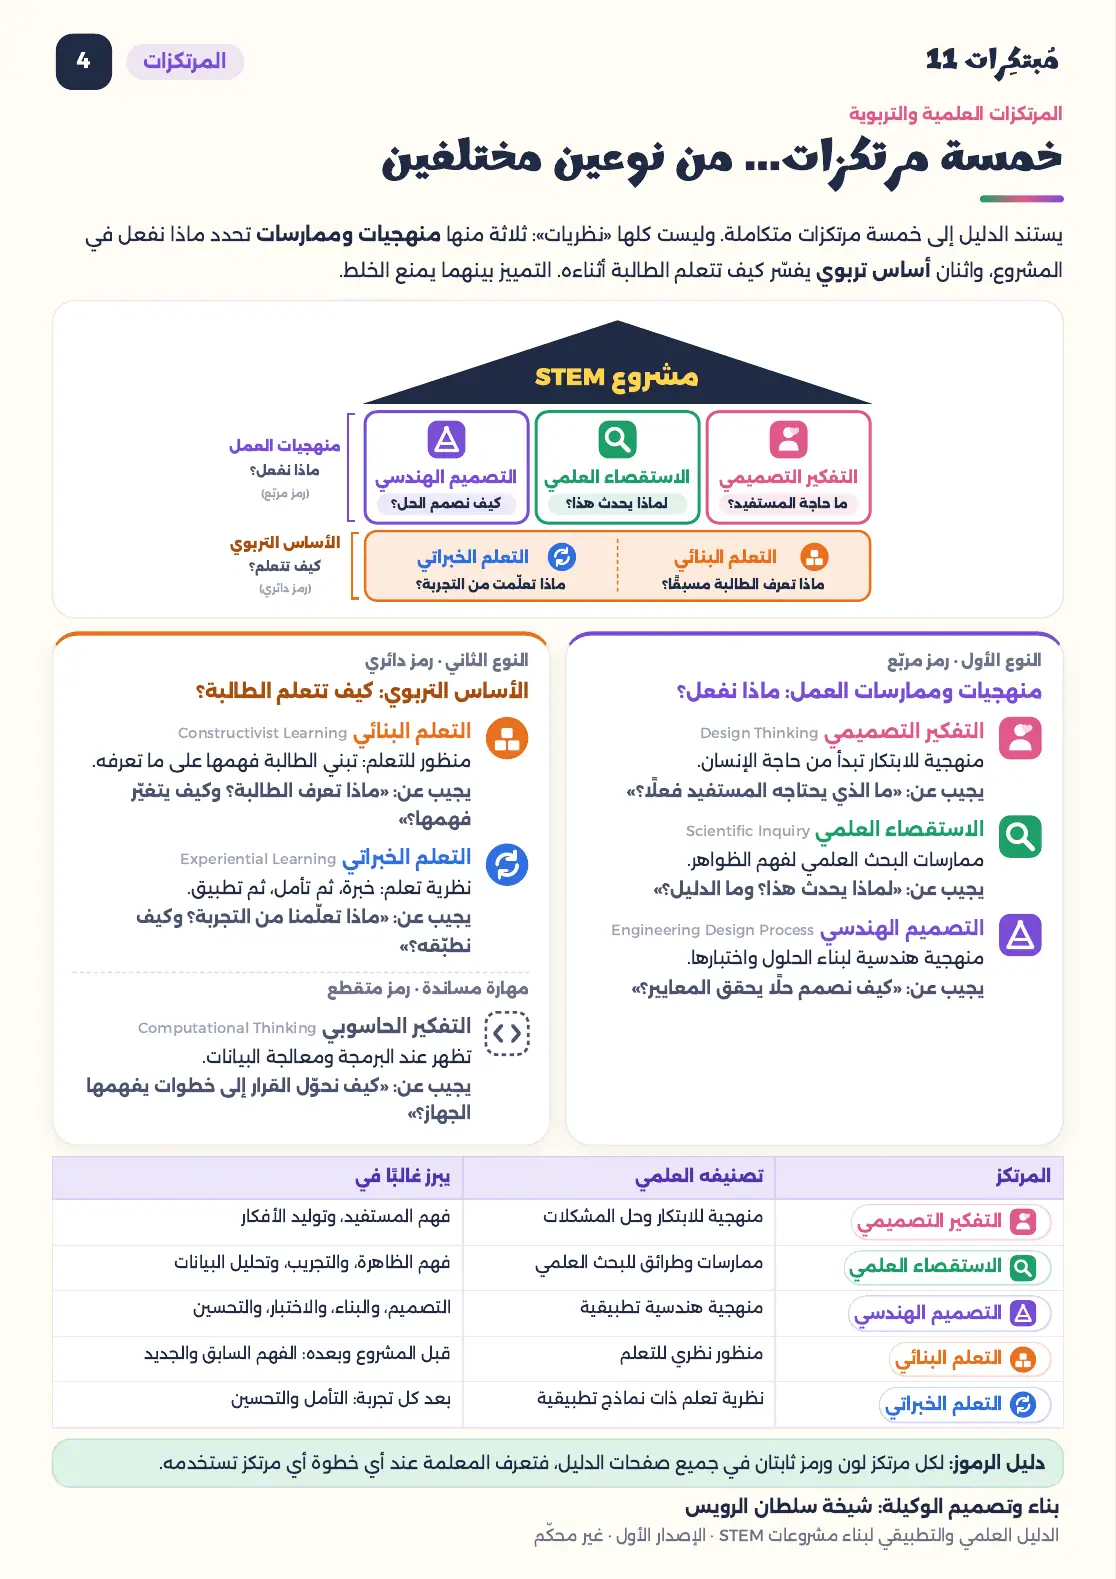 مُبتكِرات 11
المرتكزات
4
المرتكزات العلمية والتربوية
خمسة مرتكزات... من نوعين مختلفين
يستند الدليل إلى خمسة مرتكزات متكاملة. وليست كلها «نظريات»: ثلاثة منها منهجيات وممارسات تحدد ماذا نفعل في
المشروع، واثنان أساس تربوي يفسّر كيف تتعلم الطالبة أثناءه. التمييز بينهما يمنع الخلط.
مشروع STEM
التفكير التصميمي
ما حاجة المستفيد؟
الاستقصاء العلمي
لماذا يحدث هذا؟
التصميم الهندسي
كيف نصمم الحل؟
منهجيات العمل
ماذا نفعل؟
(رمز مربّع)
التعلم البنائي
ماذا تعرف الطالبة مسبقًا؟
التعلم الخبراتي
ماذا تعلّمت من التجربة؟
الأساس التربوي
كيف تتعلم؟
(رمز دائري)
النوع الأول · رمز مربّع
منهجيات وممارسات العمل: ماذا نفعل؟
التفكير التصميمي Design Thinking
منهجية للابتكار تبدأ من حاجة الإنسان.
يجيب عن: «ما الذي يحتاجه المستفيد فعلًا؟»
الاستقصاء العلمي Scientific Inquiry
ممارسات البحث العلمي لفهم الظواهر.
يجيب عن: «لماذا يحدث هذا؟ وما الدليل؟»
التصميم الهندسي Engineering Design Process
منهجية هندسية لبناء الحلول واختبارها.
يجيب عن: «كيف نصمم حلًا يحقق المعايير؟»
النوع الثاني · رمز دائري
الأساس التربوي: كيف تتعلم الطالبة؟
التعلم البنائي Constructivist Learning
منظور للتعلم: تبني الطالبة فهمها على ما تعرفه.
يجيب عن: «ماذا تعرف الطالبة؟ وكيف يتغيّر
فهمها؟»
التعلم الخبراتي Experiential Learning
نظرية تعلم: خبرة، ثم تأمل، ثم تطبيق.
يجيب عن: «ماذا تعلّمنا من التجربة؟ وكيف
نطبّقه؟»
مهارة مساندة · رمز متقطع
التفكير الحاسوبي Computational Thinking
تظهر عند البرمجة ومعالجة البيانات.
يجيب عن: «كيف نحوّل القرار إلى خطوات يفهمها
الجهاز؟»
المرتكز تصنيفه العلمي يبرز غالبًا في
التفكير التصميمي منهجية للابتكار وحل المشكلات فهم المستفيد، وتوليد الأفكار
الاستقصاء العلمي ممارسات وطرائق للبحث العلمي فهم الظاهرة، والتجريب، وتحليل البيانات
التصميم الهندسي منهجية هندسية تطبيقية التصميم، والبناء، والاختبار، والتحسين
التعلم البنائي منظور نظري للتعلم قبل المشروع وبعده: الفهم السابق والجديد
التعلم الخبراتي نظرية تعلم ذات نماذج تطبيقية بعد كل تجربة: التأمل والتحسين
دليل الرموز: لكل مرتكز لون ورمز ثابتان في جميع صفحات الدليل، فتعرف المعلمة عند أي خطوة أي مرتكز تستخدمه.
بناء وتصميم الوكيلة: شيخة سلطان الرويس
الدليل العلمي والتطبيقي لبناء مشروعات STEM · الإصدار الأول · غير محكّم